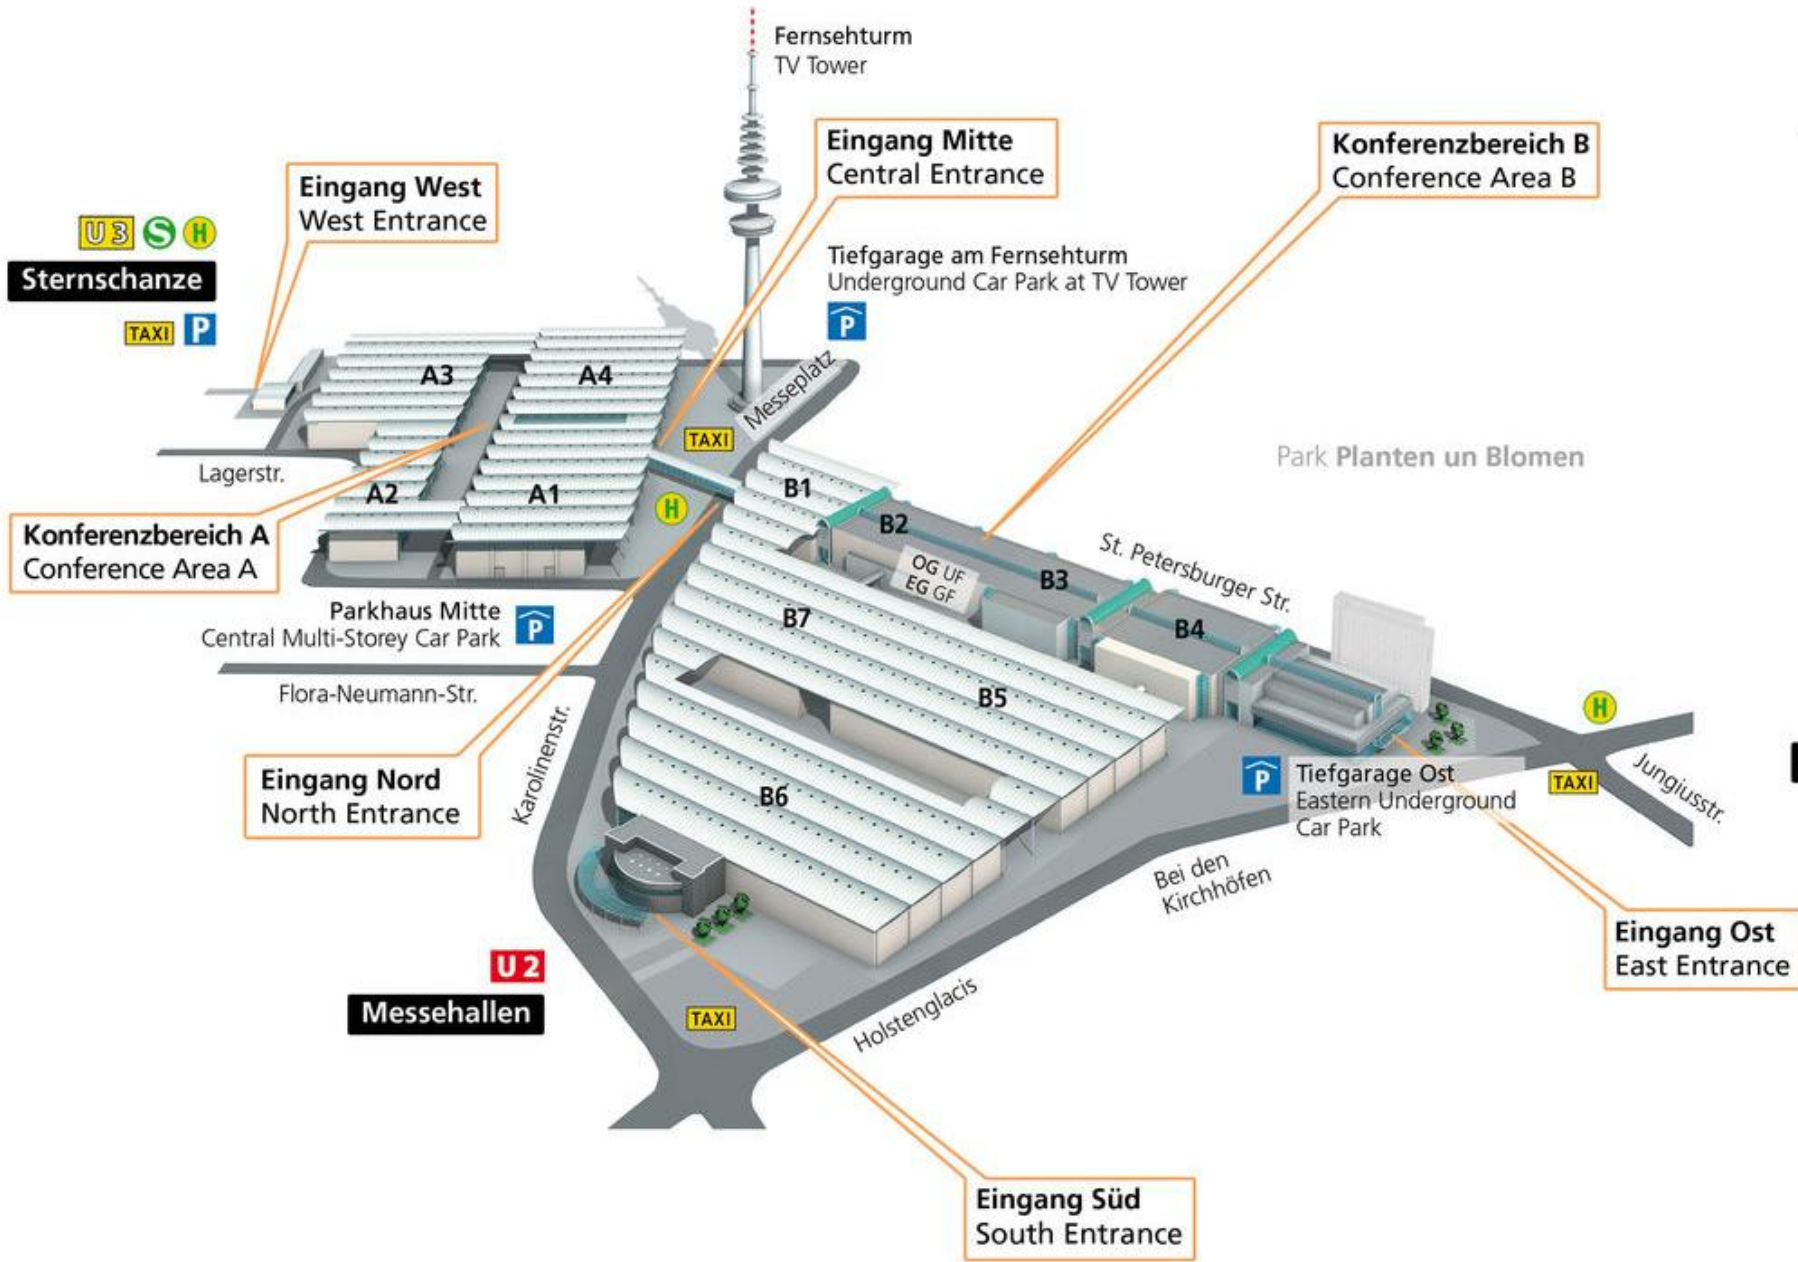 Fernsehturm
TV Tower
Eingang Mitte
Central Entrance
Konferenzbereich B
Conference Area B
Eingang West
West Entrance
U3 S H
Sternschanze
TAXI P
Tiefgarage am Fernsehturm
Underground Car Park at TV Tower
P
A3
A4
Messeplatz
TAXI
Park Planten un Blomen
Lagerstr.
A2
A1
B1
H
B2
Konferenzbereich A
Conference Area A
St. Petersburger Str.
OG UF
EG GF
B3
Parkhaus Mitte
Central Multi-Storey Car Park
P
B7
B4
Flora-Neumann-Str.
B5
H
Karolinenstr.
Eingang Nord
North Entrance
B6
P
Tiefgarage Ost
Eastern Underground
Car Park
TAXI
Jungiusstr.
Bei den
Kirchhöfen
Eingang Ost
East Entrance
U2
Messehallen
TAXI
Holstenglacis
Eingang Süd
South Entrance